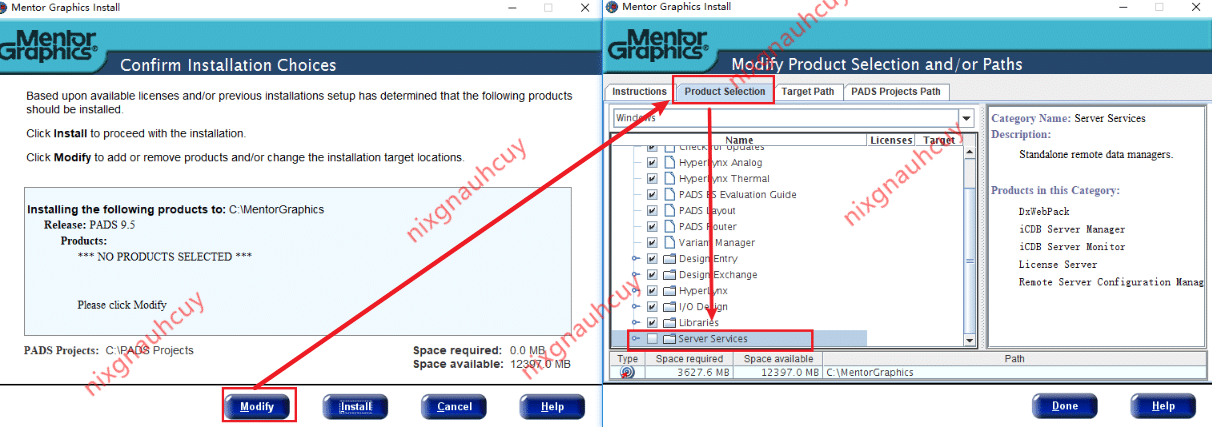 Mentor Graphics Install
Mentor
Graphics®
Confirm Installation Choices
Based upon available licenses and/or previous installations setup has determined that the following products
should be installed.
Click Install to proceed with the installation.
Click Modify to add or remove products and/or change the installation target locations.
Installing the following products to: C:\MentorGraphics
Release: PADS 9.5
Products:
*** NO PRODUCTS SELECTED ***
Please click Modify
PADS Projects: C:\PADS Projects
Space required: 0.0 MB
Space available: 12397.0 MB
Modify
Install
Cancel
Help
Mentor Graphics Install
Mentor
Graphics®
Modify Product Selection and/or Paths
Instructions
Product Selection
Target Path
PADS Projects Path
Windows
Name Licenses Target
Check for Updates
HyperLynx Analog
HyperLynx Thermal
PADS ES Evaluation Guide
PADS Layout
PADS Router
Variant Manager
Design Entry
Design Exchange
HyperLynx
I/O Design
Libraries
Server Services
Category Name: Server Services
Description:
Standalone remote data managers.
Products in this Category:
DxWebPack
iCDB Server Manager
iCDB Server Monitor
License Server
Remote Server Configuration Manag
Type Space required Space available Path
3627.6 MB 12397.0 MB C:\MentorGraphics
Done
Help
nixgnauhcuy
nixgnauhcuy
nixgnauhcuy
nixgnauhcuy
nixgnauhcuy